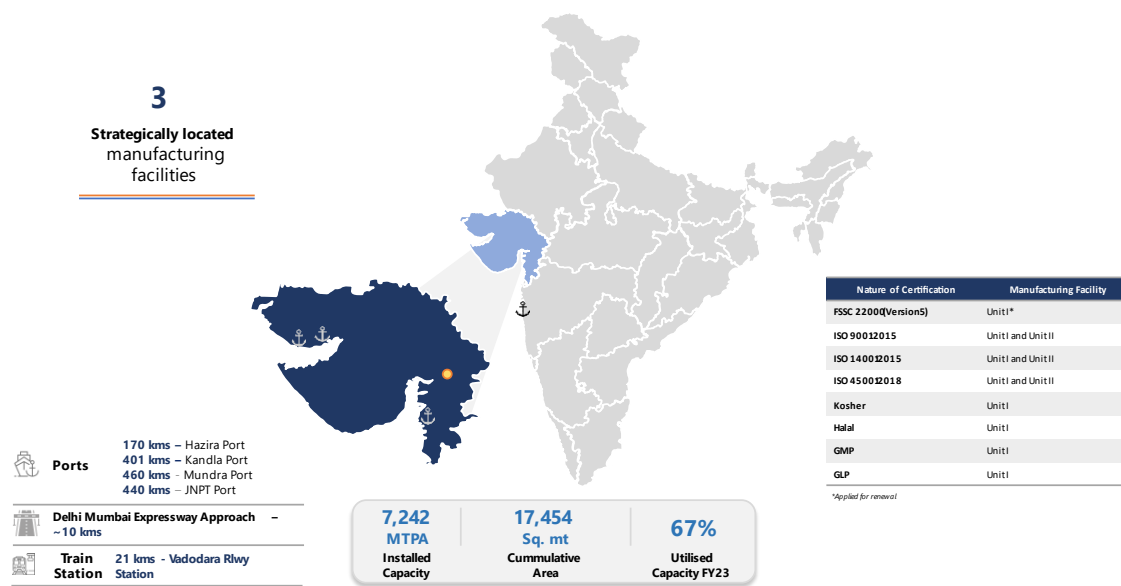 3
Strategically located
manufacturing
facilities
Ports
170 kms – Hazira Port
401 kms – Kandla Port
460 kms - Mundra Port
440 kms – JNPT Port
Delhi Mumbai Expressway Approach –
~10 kms
Train
Station
21 kms - Vadodara Rlwy
Station
7,242
MTPA
Installed
Capacity
17,454
Sq. mt
Cummulative
Area
67%
Utilised
Capacity FY23
Nature of Certification Manufacturing Facility
FSSC 22000(Version5) Unit I*
ISO 90012015 Unit I and Unit II
ISO 140012015 Unit I and Unit II
ISO 450012018 Unit I and Unit II
Kosher Unit I
Halal Unit I
GMP Unit I
GLP Unit I
*Applied for renewal